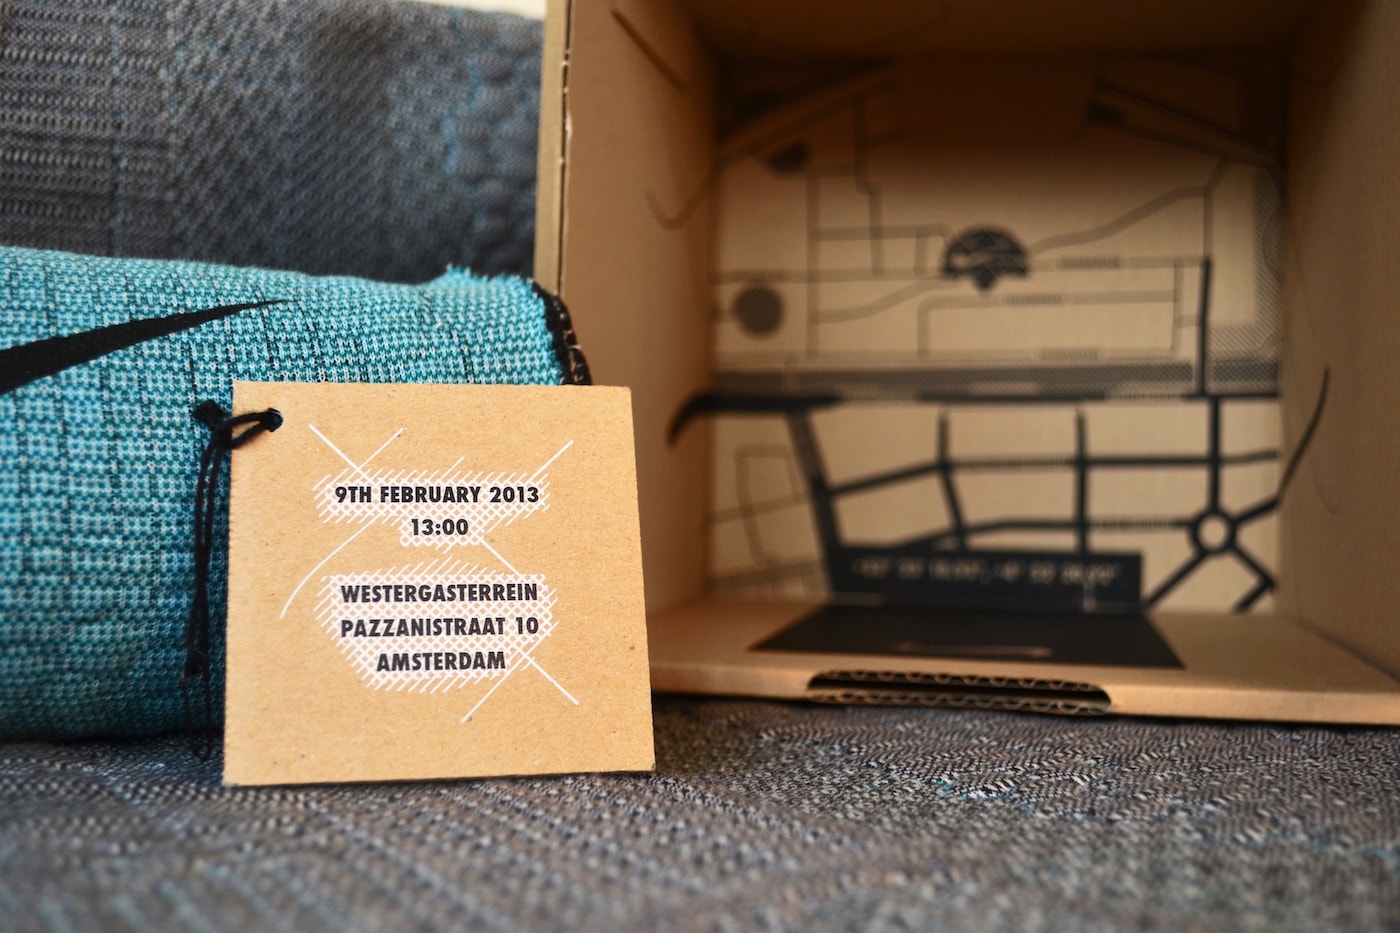 9TH FEBRUARY 2013
13:00
WESTERGASTERREIN
PAZZANISTRAAT 10
AMSTERDAM